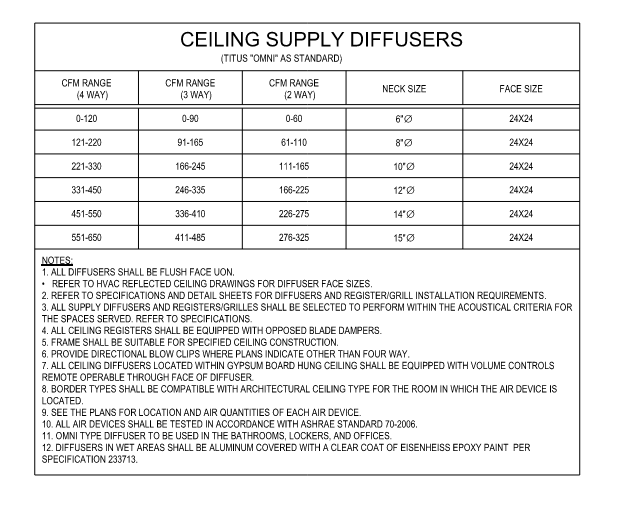 CEILING SUPPLY DIFFUSERS
(TITUS "OMNI" AS STANDARD)
CFM RANGE (4 WAY) CFM RANGE (3 WAY) CFM RANGE (2 WAY) NECK SIZE FACE SIZE
0-120 0-90 0-60 6"∅ 24X24
121-220 91-165 61-110 8"∅ 24X24
221-330 166-245 111-165 10"∅ 24X24
331-450 246-335 166-225 12"∅ 24X24
451-550 336-410 226-275 14"∅ 24X24
551-650 411-485 276-325 15"∅ 24X24
NOTES:
1. ALL DIFFUSERS SHALL BE FLUSH FACE UON.
• REFER TO HVAC REFLECTED CEILING DRAWINGS FOR DIFFUSER FACE SIZES.
2. REFER TO SPECIFICATIONS AND DETAIL SHEETS FOR DIFFUSERS AND REGISTER/GRILL INSTALLATION REQUIREMENTS.
3. ALL SUPPLY DIFFUSERS AND REGISTERS/GRILLES SHALL BE SELECTED TO PERFORM WITHIN THE ACOUSTICAL CRITERIA FOR
THE SPACES SERVED. REFER TO SPECIFICATIONS.
4. ALL CEILING REGISTERS SHALL BE EQUIPPED WITH OPPOSED BLADE DAMPERS.
5. FRAME SHALL BE SUITABLE FOR SPECIFIED CEILING CONSTRUCTION.
6. PROVIDE DIRECTIONAL BLOW CLIPS WHERE PLANS INDICATE OTHER THAN FOUR WAY.
7. ALL CEILING DIFFUSERS LOCATED WITHIN GYPSUM BOARD HUNG CEILING SHALL BE EQUIPPED WITH VOLUME CONTROLS
REMOTE OPERABLE THROUGH FACE OF DIFFUSER.
8. BORDER TYPES SHALL BE COMPATIBLE WITH ARCHITECTURAL CEILING TYPE FOR THE ROOM IN WHICH THE AIR DEVICE IS
LOCATED.
9. SEE THE PLANS FOR LOCATION AND AIR QUANTITIES OF EACH AIR DEVICE.
10. ALL AIR DEVICES SHALL BE TESTED IN ACCORDANCE WITH ASHRAE STANDARD 70-2006.
11. OMNI TYPE DIFFUSER TO BE USED IN THE BATHROOMS, LOCKERS, AND OFFICES.
12. DIFFUSERS IN WET AREAS SHALL BE ALUMINUM COVERED WITH A CLEAR COAT OF EISENHEISS EPOXY PAINT PER
SPECIFICATION 233713.